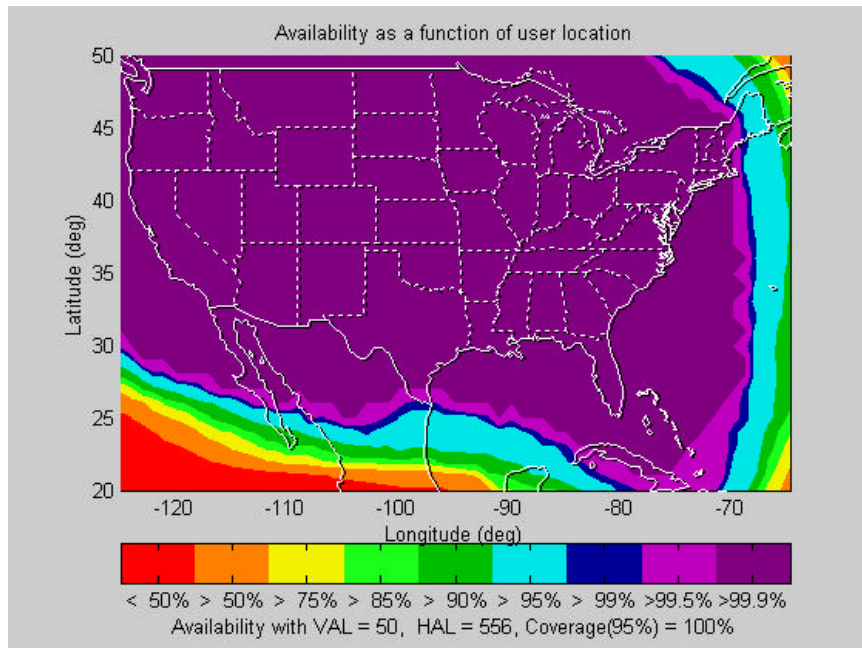 Availability as a function of user location
50
45
40
35
30
25
20
Latitude (deg)
-120 -110 -100 -90 -80 -70
Longitude (deg)
< 50% > 50% > 75% > 85% > 90% > 95% > 99% >99.5% >99.9%
Availability with VAL = 50, HAL = 556, Coverage(95%) = 100%